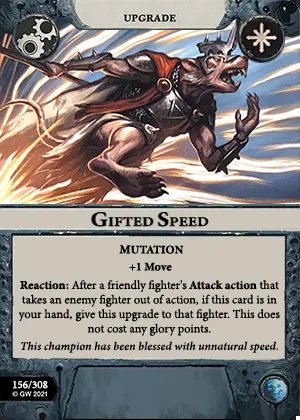 UPGRADE
GIFTED SPEED
MUTATION
+1 Move
Reaction: After a friendly fighter's Attack action that
takes an enemy fighter out of action, if this card is in
your hand, give this upgrade to that fighter. This does
not cost any glory points.
This champion has been blessed with unnatural speed.
156/308
© GW 2021